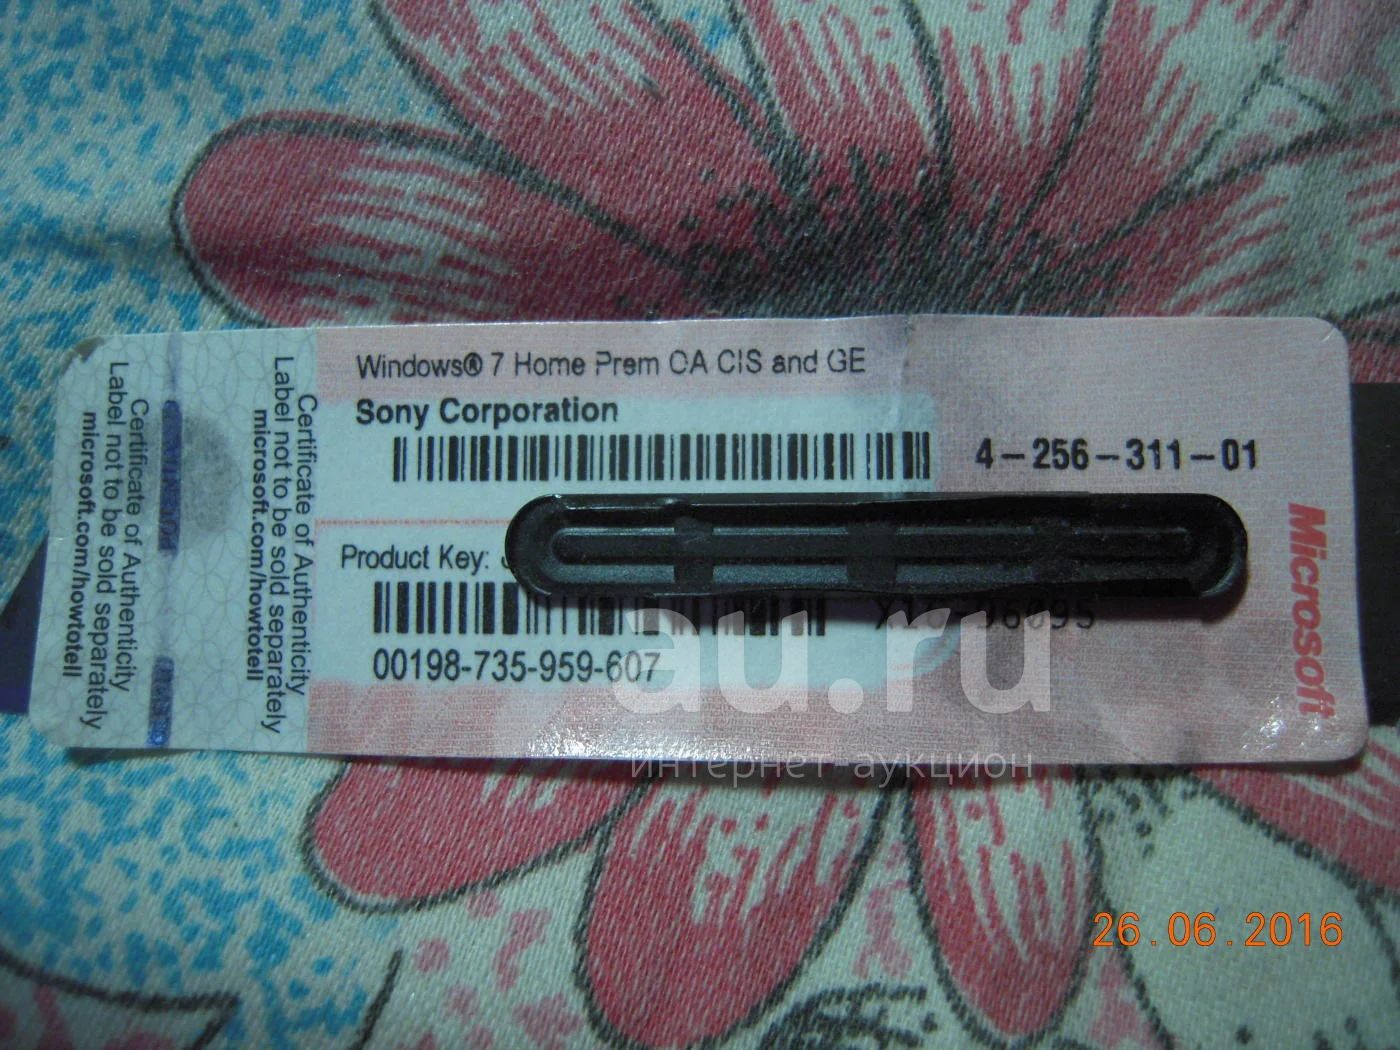 Windows® 7 Home Prem OA CIS and GE
Sony Corporation
4-256-311-01
Product Key:
00198-735-959-607
Microsoft
Certificate of Authenticity
Label not to be sold separately
microsoft.com/howtotell
Certificate of Authenticity
Label not to be sold separately
microsoft.com/howtotell
au.ru
интернет-аукцион
26.06.2016